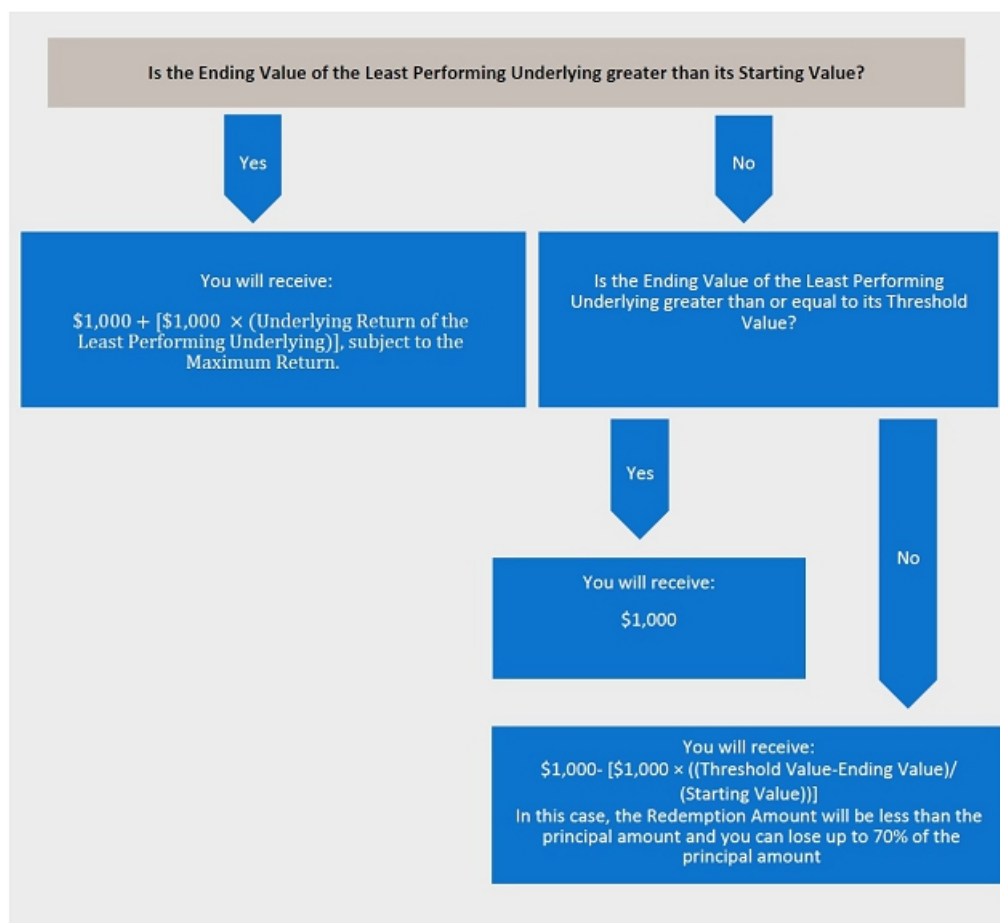 Is the Ending Value of the Least Performing Underlying greater than its Starting Value?
Yes
No
You will receive:
$1,000 + [$1,000 × (Underlying Return of the
Least Performing Underlying)], subject to the
Maximum Return.
Is the Ending Value of the Least Performing
Underlying greater than or equal to its Threshold
Value?
Yes
No
You will receive:
$1,000
You will receive:
$1,000- [$1,000 × ((Threshold Value-Ending Value)/
(Starting Value))]
In this case, the Redemption Amount will be less than the
principal amount and you can lose up to 70% of the
principal amount